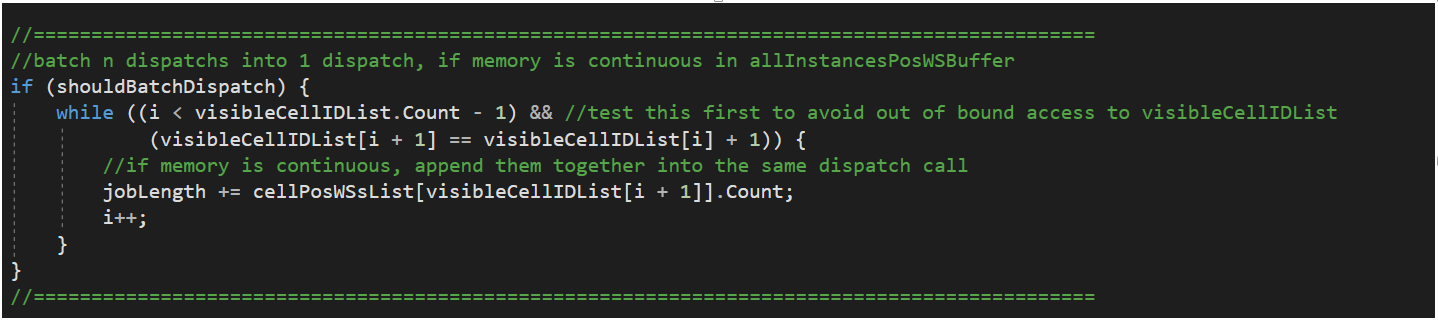 //============================================================================================
//batch n dispatchs into 1 dispatch, if memory is continuous in allInstancesPosWSBuffer
if (shouldBatchDispatch) {
    while ((i < visibleCellIDList.Count - 1) && //test this first to avoid out of bound access to visibleCellIDList
            (visibleCellIDList[i + 1] == visibleCellIDList[i] + 1)) {
        //if memory is continuous, append them together into the same dispatch call
        jobLength += cellPosWSsList[visibleCellIDList[i + 1]].Count;
        i++;
    }
}
//============================================================================================